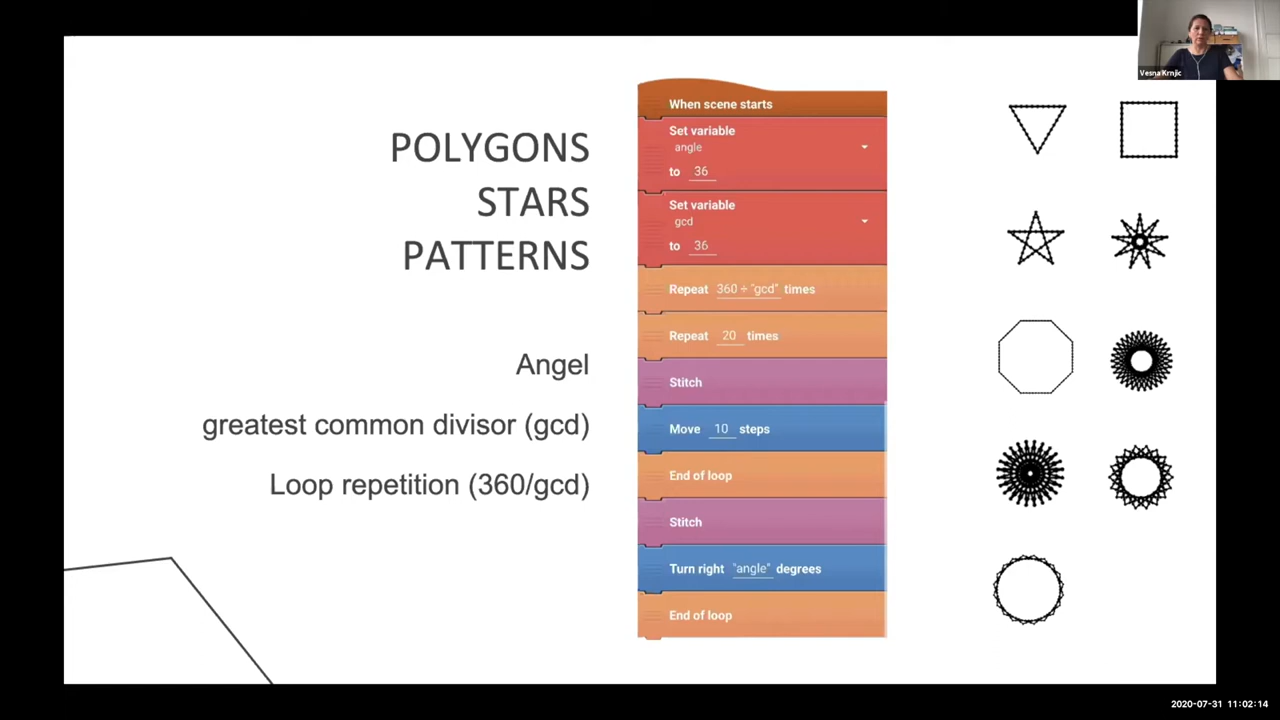 Vesna Krnjic
POLYGONS
STARS
PATTERNS
Angel
greatest common divisor (gcd)
Loop repetition (360/gcd)
When scene starts
Set variable
angle
to 36
Set variable
gcd
to 36
Repeat 360 ÷ "gcd" times
Repeat 20 times
Stitch
Move 10 steps
End of loop
Stitch
Turn right "angle" degrees
End of loop
2020-07-31 11:02:14